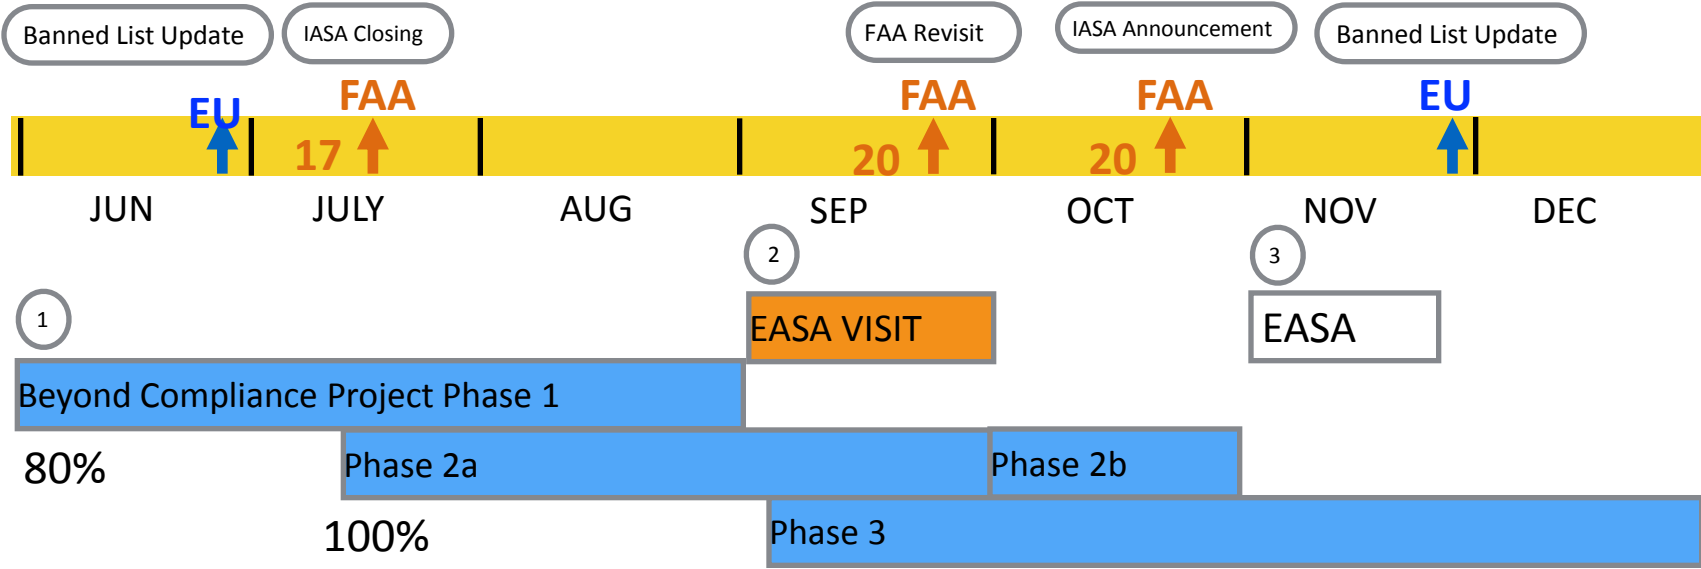 Banned List Update
IASA Closing
FAA Revisit
IASA Announcement
Banned List Update
EU
FAA
FAA
FAA
EU
17
20
20
JUN
JULY
AUG
SEP
OCT
NOV
DEC
2
3
1
EASA VISIT
EASA
Beyond Compliance Project Phase 1
80%
Phase 2a
Phase 2b
100%
Phase 3